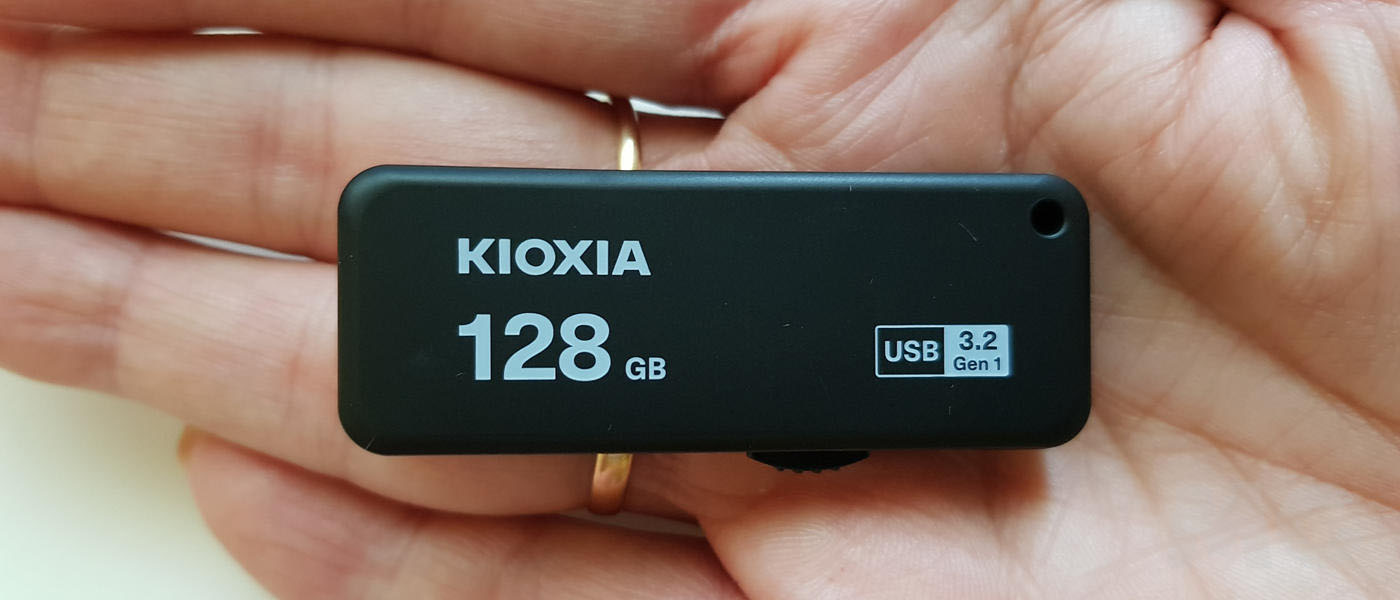 KIOXIA
128 GB
USB 3.2
Gen 1